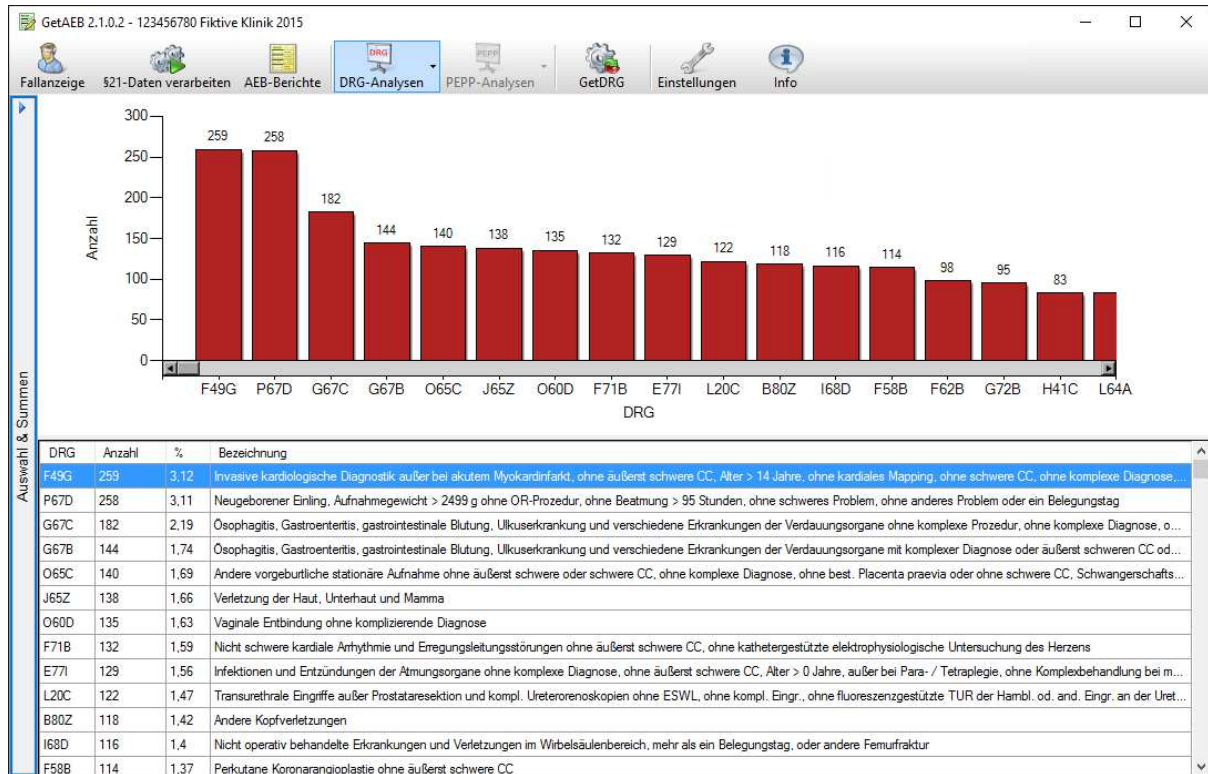 GetAEB 2.1.0.2 - 123456780 Fiktive Klinik 2015
Fallanzeige §21-Daten verarbeiten AEB-Berichte DRG DRG-Analysen PEPP PEPP-Analysen GetDRG Einstellungen Info
Auswahl & Summen
Anzahl
300
250
200
150
100
50
0
259 258 182 144 140 138 135 132 129 122 118 116 114 98 95 83
F49G P67D G67C G67B O65C J65Z O60D F71B E77I L20C B80Z I68D F58B F62B G72B H41C L64A
DRG
DRG Anzahl % Bezeichnung
F49G 259 3,12 Invasive kardiologische Diagnostik außer bei akutem Myokardinfarkt, ohne äußerst schwere CC, Alter > 14 Jahre, ohne kardiales Mapping, ohne schwere CC, ohne komplexe Diagnose,...
P67D 258 3,11 Neugeborener Einling, Aufnahmegewicht > 2499 g ohne OR-Prozedur, ohne Beatmung > 95 Stunden, ohne schweres Problem, ohne anderes Problem oder ein Belegungstag
G67C 182 2,19 Ösophagitis, Gastroenteritis, gastrointestinale Blutung, Ulkuserkrankung und verschiedene Erkrankungen der Verdauungsorgane ohne komplexe Prozedur, ohne komplexe Diagnose, o...
G67B 144 1,74 Ösophagitis, Gastroenteritis, gastrointestinale Blutung, Ulkuserkrankung und verschiedene Erkrankungen der Verdauungsorgane mit komplexer Diagnose oder äußerst schweren CC od...
O65C 140 1,69 Andere vorgeburtliche stationäre Aufnahme ohne äußerst schwere oder schwere CC, ohne komplexe Diagnose, ohne best. Placenta praevia oder ohne schwere CC, Schwangerschafts...
J65Z 138 1,66 Verletzung der Haut, Unterhaut und Mamma
O60D 135 1,63 Vaginale Entbindung ohne komplizierende Diagnose
F71B 132 1,59 Nicht schwere kardiale Arrhythmie und Erregungsleitungsstörungen ohne äußerst schwere CC, ohne kathetergestützte elektrophysiologische Untersuchung des Herzens
E77I 129 1,56 Infektionen und Entzündungen der Atmungsorgane ohne komplexe Diagnose, ohne äußerst schwere CC, Alter > 0 Jahre, außer bei Para- / Tetraplegie, ohne Komplexbehandlung bei m...
L20C 122 1,47 Transurethrale Eingriffe außer Prostataresektion und kompl. Ureterorenoskopien ohne ESWL, ohne kompl. Eingr., ohne fluoreszenzgestützte TUR der Harnbl. od. and. Eingr. an der Uret...
B80Z 118 1,42 Andere Kopfverletzungen
I68D 116 1,4 Nicht operativ behandelte Erkrankungen und Verletzungen im Wirbelsäulenbereich, mehr als ein Belegungstag, oder andere Femurfraktur
F58B 114 1,37 Perkutane Koronarangioplastie ohne äußerst schwere CC